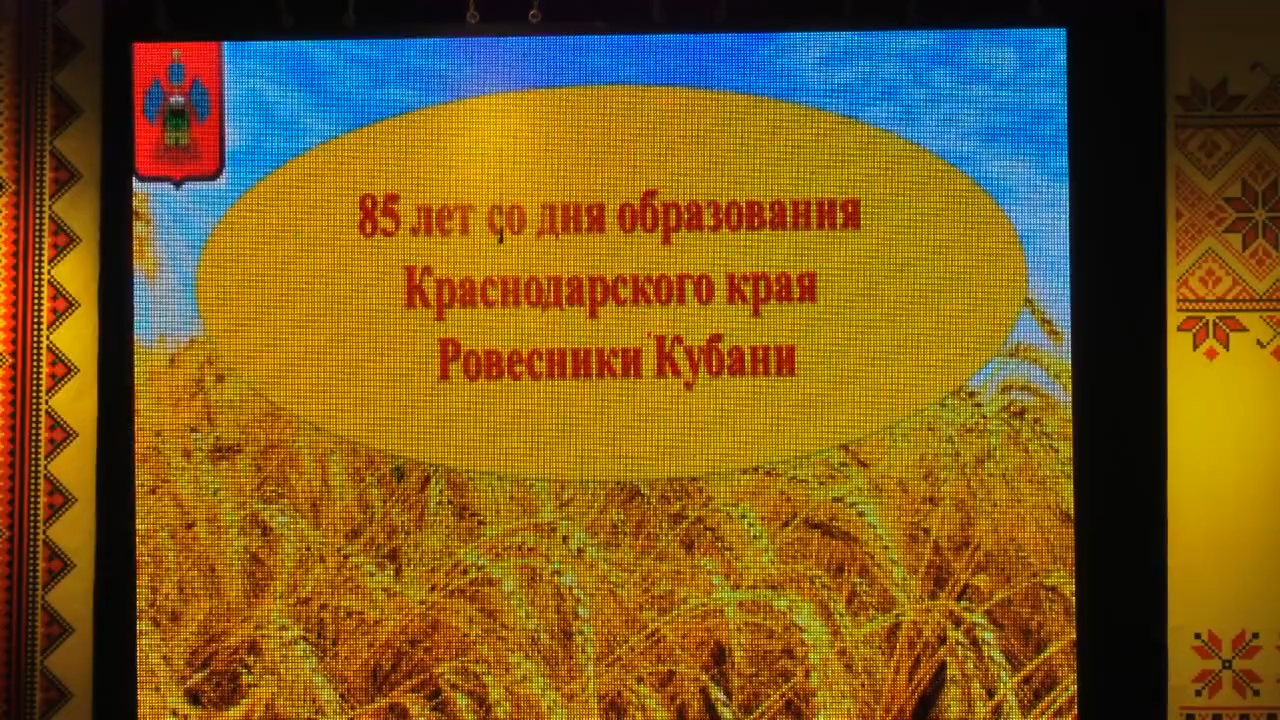 85 лет со дня образования
Краснодарского края
Ровесники Кубани